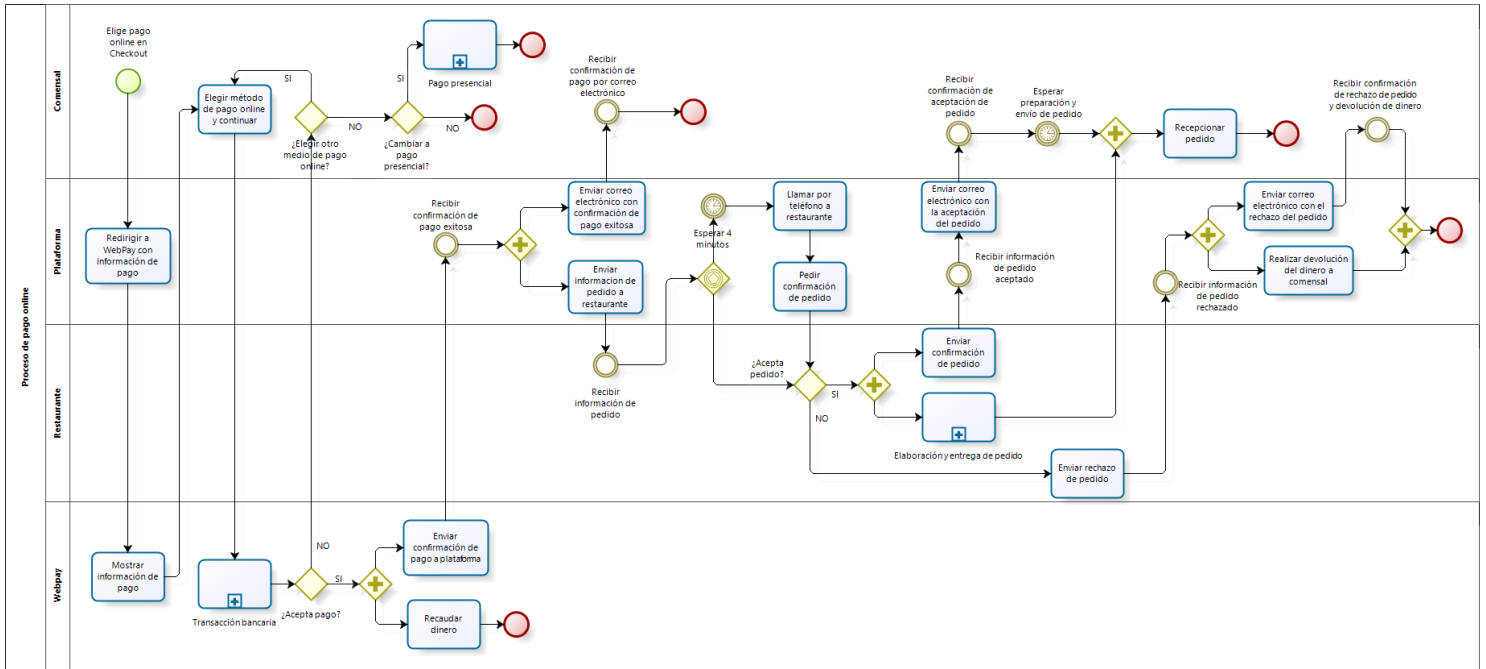 Proceso de pago online
Comensal
Elige pago
online en
Checkout
Elegir método
de pago online
y continuar
SI
¿Elegir otro
medio de pago
online?
NO
SI
¿Cambiar a
pago
presencial?
NO
Pago presencial
Recibir
confirmación de
pago por correo
electrónico
Recibir
confirmación de
aceptación de
pedido
Esperar
preparación y
envío de pedido
Recepcionar
pedido
Recibir confirmación
de rechazo de pedido
y devolución de dinero
Plataforma
Redirigir a
WebPay con
información de
pago
Recibir
confirmación de
pago exitosa
Enviar correo
electrónico con
confirmación de
pago exitosa
Enviar
informacion de
pedido a
restaurante
Esperar 4
minutos
Llamar por
teléfono a
restaurante
Pedir
confirmación
de pedido
Enviar correo
electrónico con
la aceptación
del pedido
Recibir información
de pedido
aceptado
Recibir información
de pedido
rechazado
Enviar correo
electrónico con el
rechazo del pedido
Realizar devolución
del dinero a
comensal
Restaurante
Recibir
información de
pedido
¿Acepta
pedido?
SI
NO
Enviar
confirmación
de pedido
Elaboración y entrega de pedido
Enviar rechazo
de pedido
Webpay
Mostrar
información de
pago
Transacción bancaria
¿Acepta pago?
NO
SI
Enviar
confirmación de
pago a plataforma
Recaudar
dinero